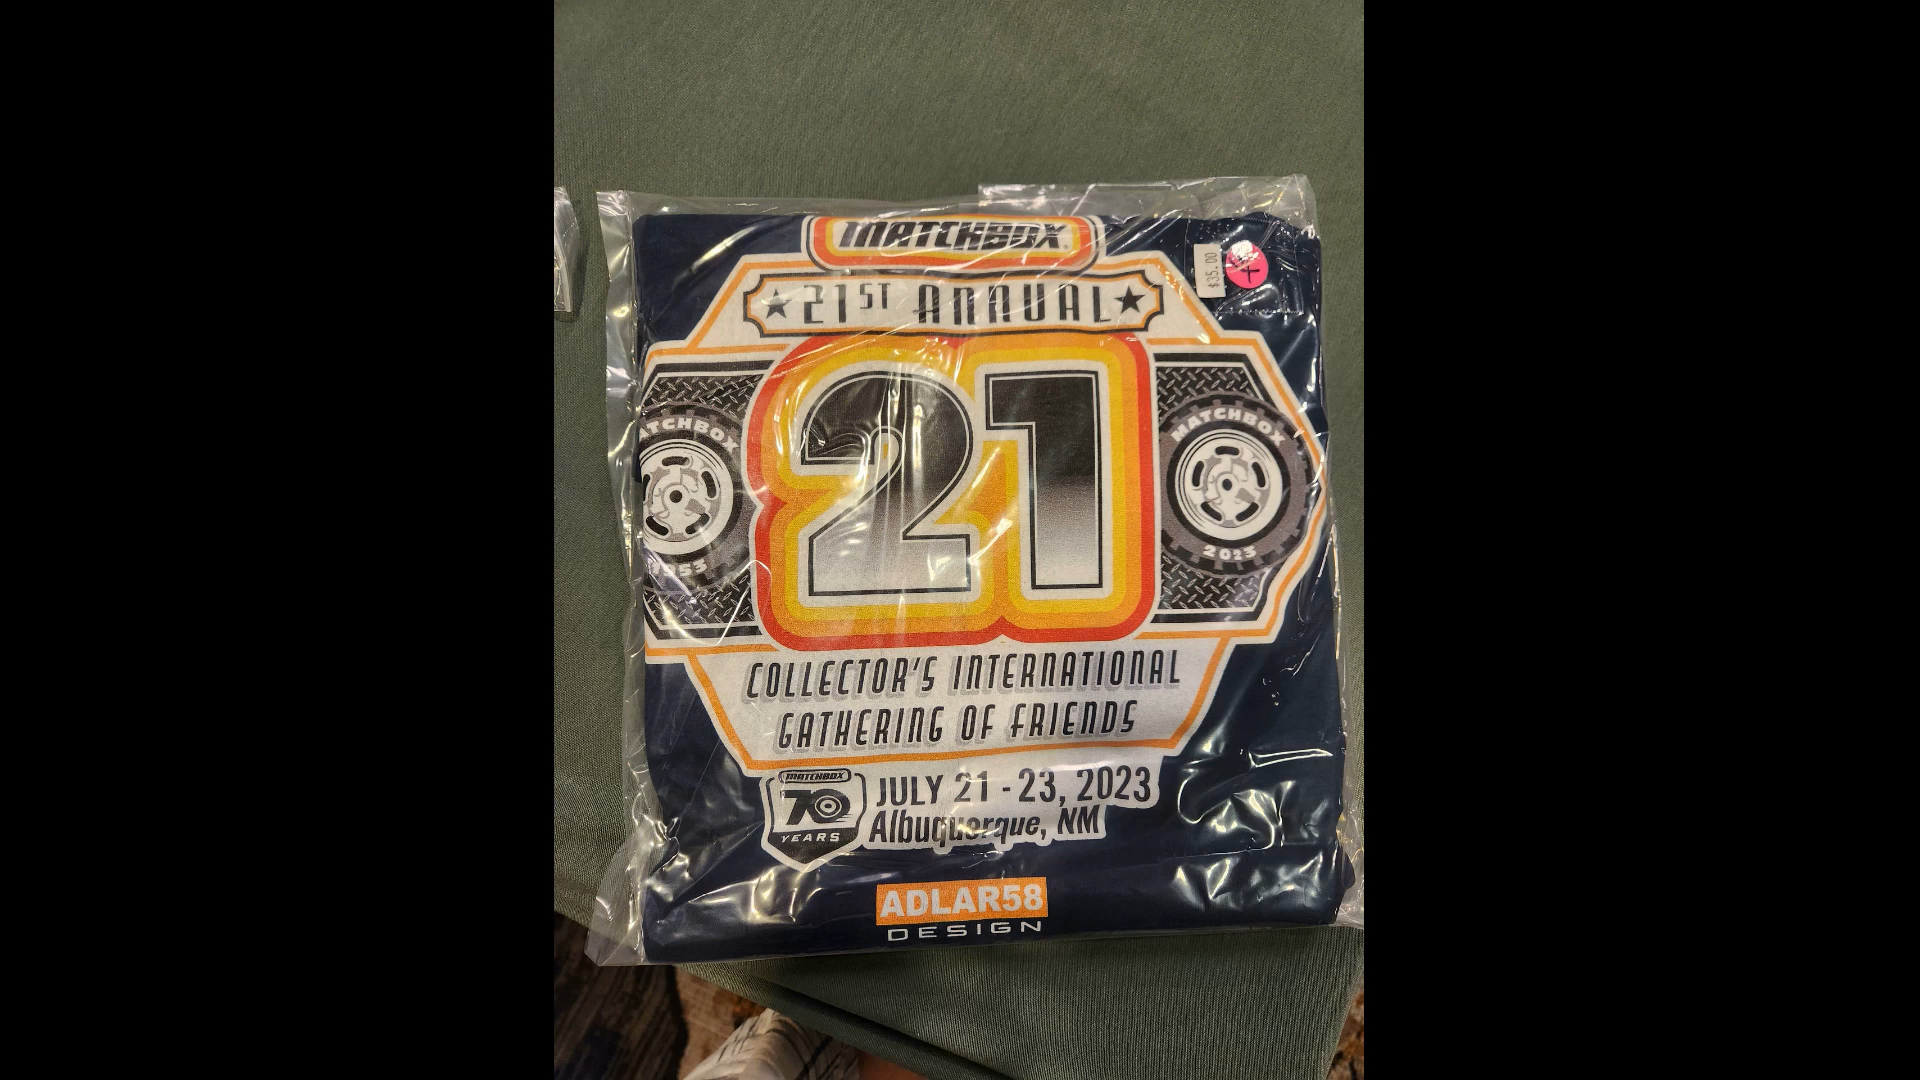 MATCHBOX
$35.00
★ 21ST ANNUAL ★
21
MATCHBOX
2023
COLLECTOR'S INTERNATIONAL
GATHERING OF FRIENDS
MATCHBOX
70
YEARS
JULY 21 - 23, 2023
Albuquerque, NM
ADLAR58
DESIGN